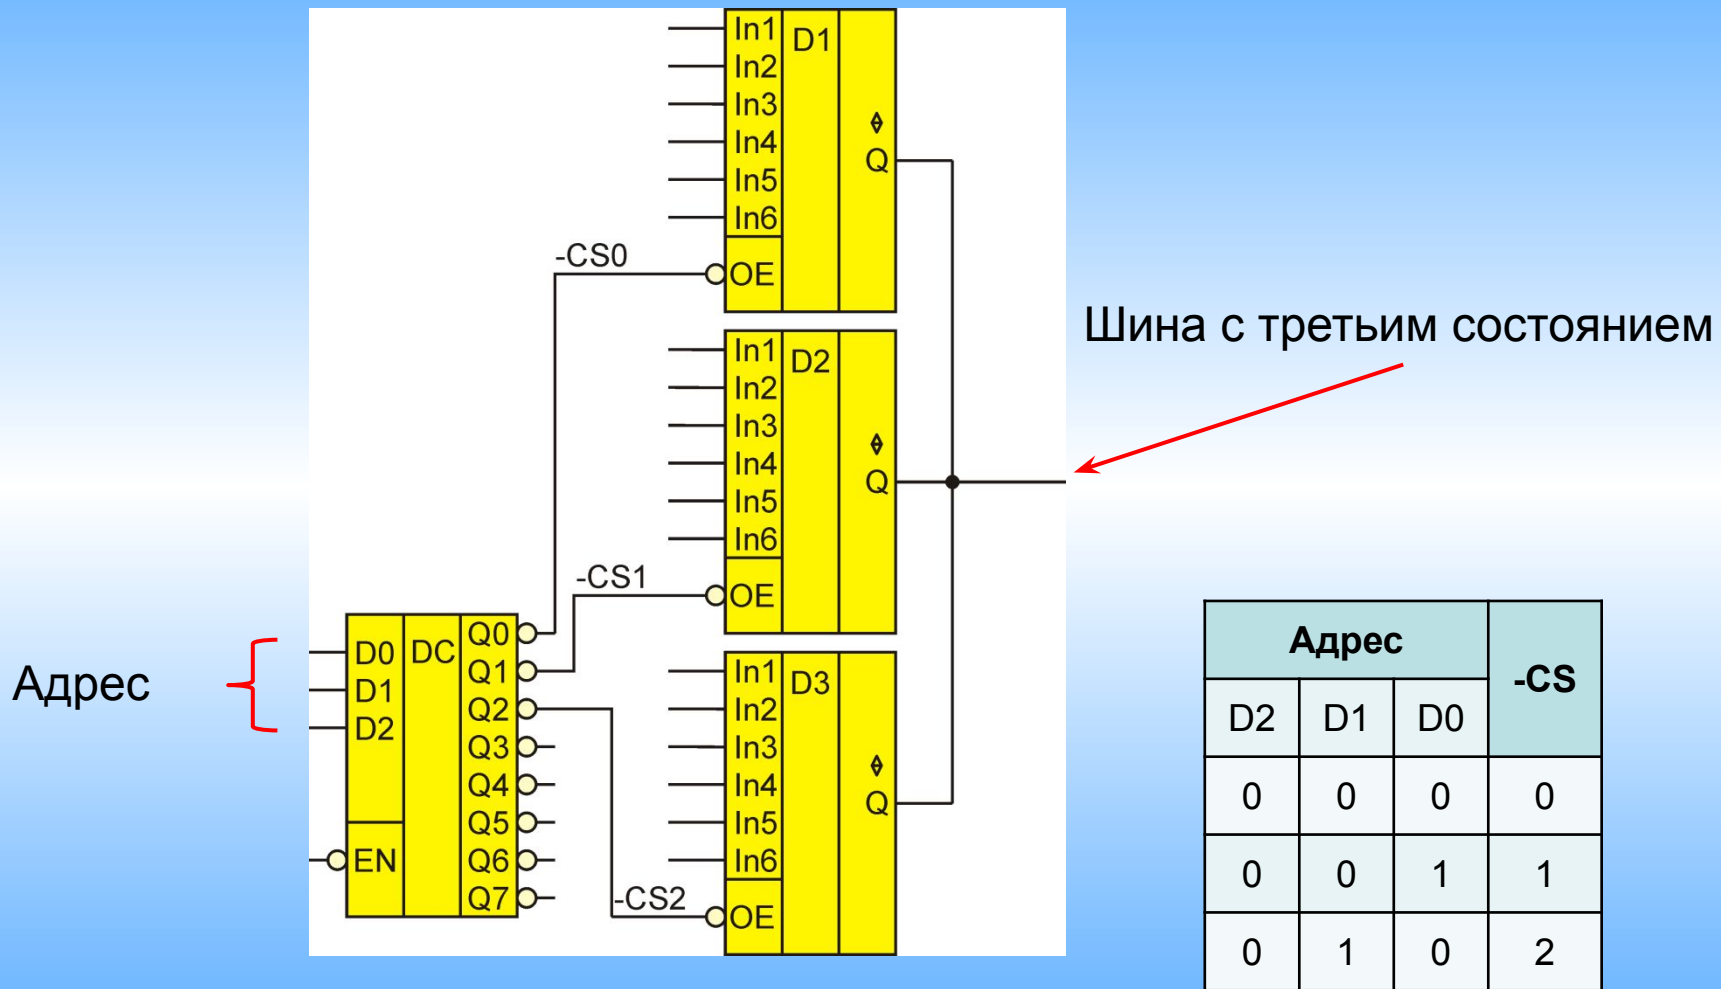 In1
D1
In2
In3
In4
Q
In5
In6
-CS0
OE
Шина с третьим состоянием
In1
D2
In2
In3
In4
Q
In5
In6
-CS1
OE
Адрес
D0
DC
Q0
D1
Q1
D2
Q2
Q3
Q4
Q5
EN
Q6
Q7
In1
D3
In2
In3
In4
Q
In5
In6
-CS2
OE
Адрес -CS
D2 D1 D0
0 0 0 0
0 0 1 1
0 1 0 2